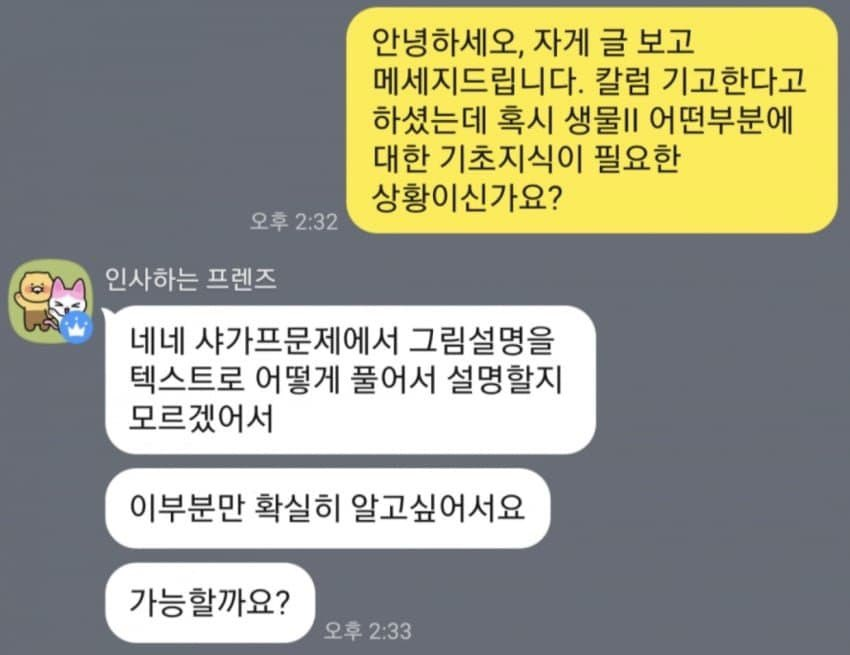 안녕하세오, 자게 글 보고
메세지드립니다. 칼럼 기고한다고
하셨는데 혹시 생물II 어떤부분에
대한 기초지식이 필요한
상황이신가요?
오후 2:32
인사하는 프렌즈
네네 샤가프문제에서 그림설명을
텍스트로 어떻게 풀어서 설명할지
모르겠어서
이부분만 확실히 알고싶어서요
가능할까요?
오후 2:33